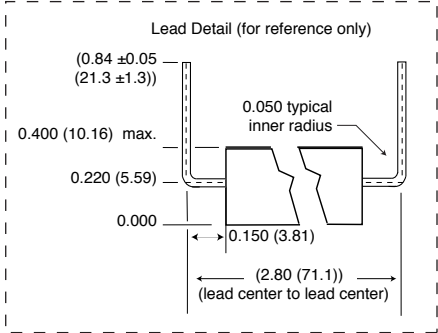 Lead Detail (for reference only)
(0.84 ±0.05
(21.3 ±1.3))
0.050 typical
inner radius
0.400 (10.16) max.
0.220 (5.59)
0.000
0.150 (3.81)
(2.80 (71.1))
(lead center to lead center)